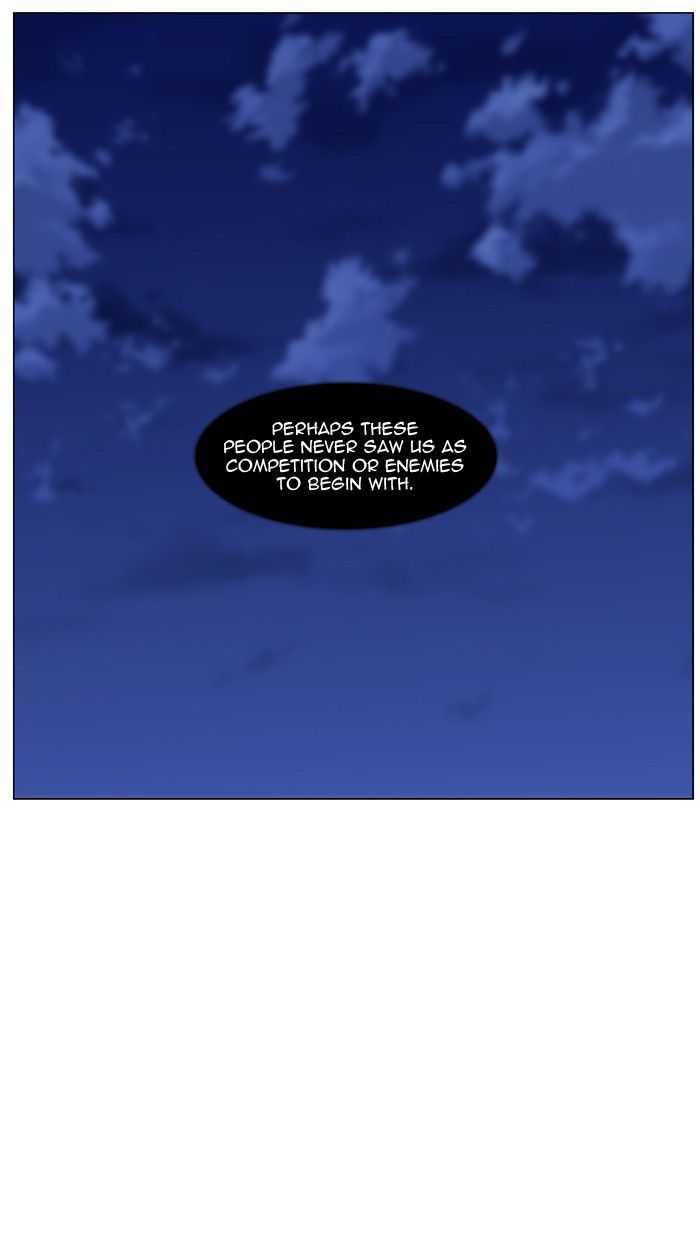 PERHAPS THESE
PEOPLE NEVER SAW US AS
COMPETITION OR ENEMIES
TO BEGIN WITH.